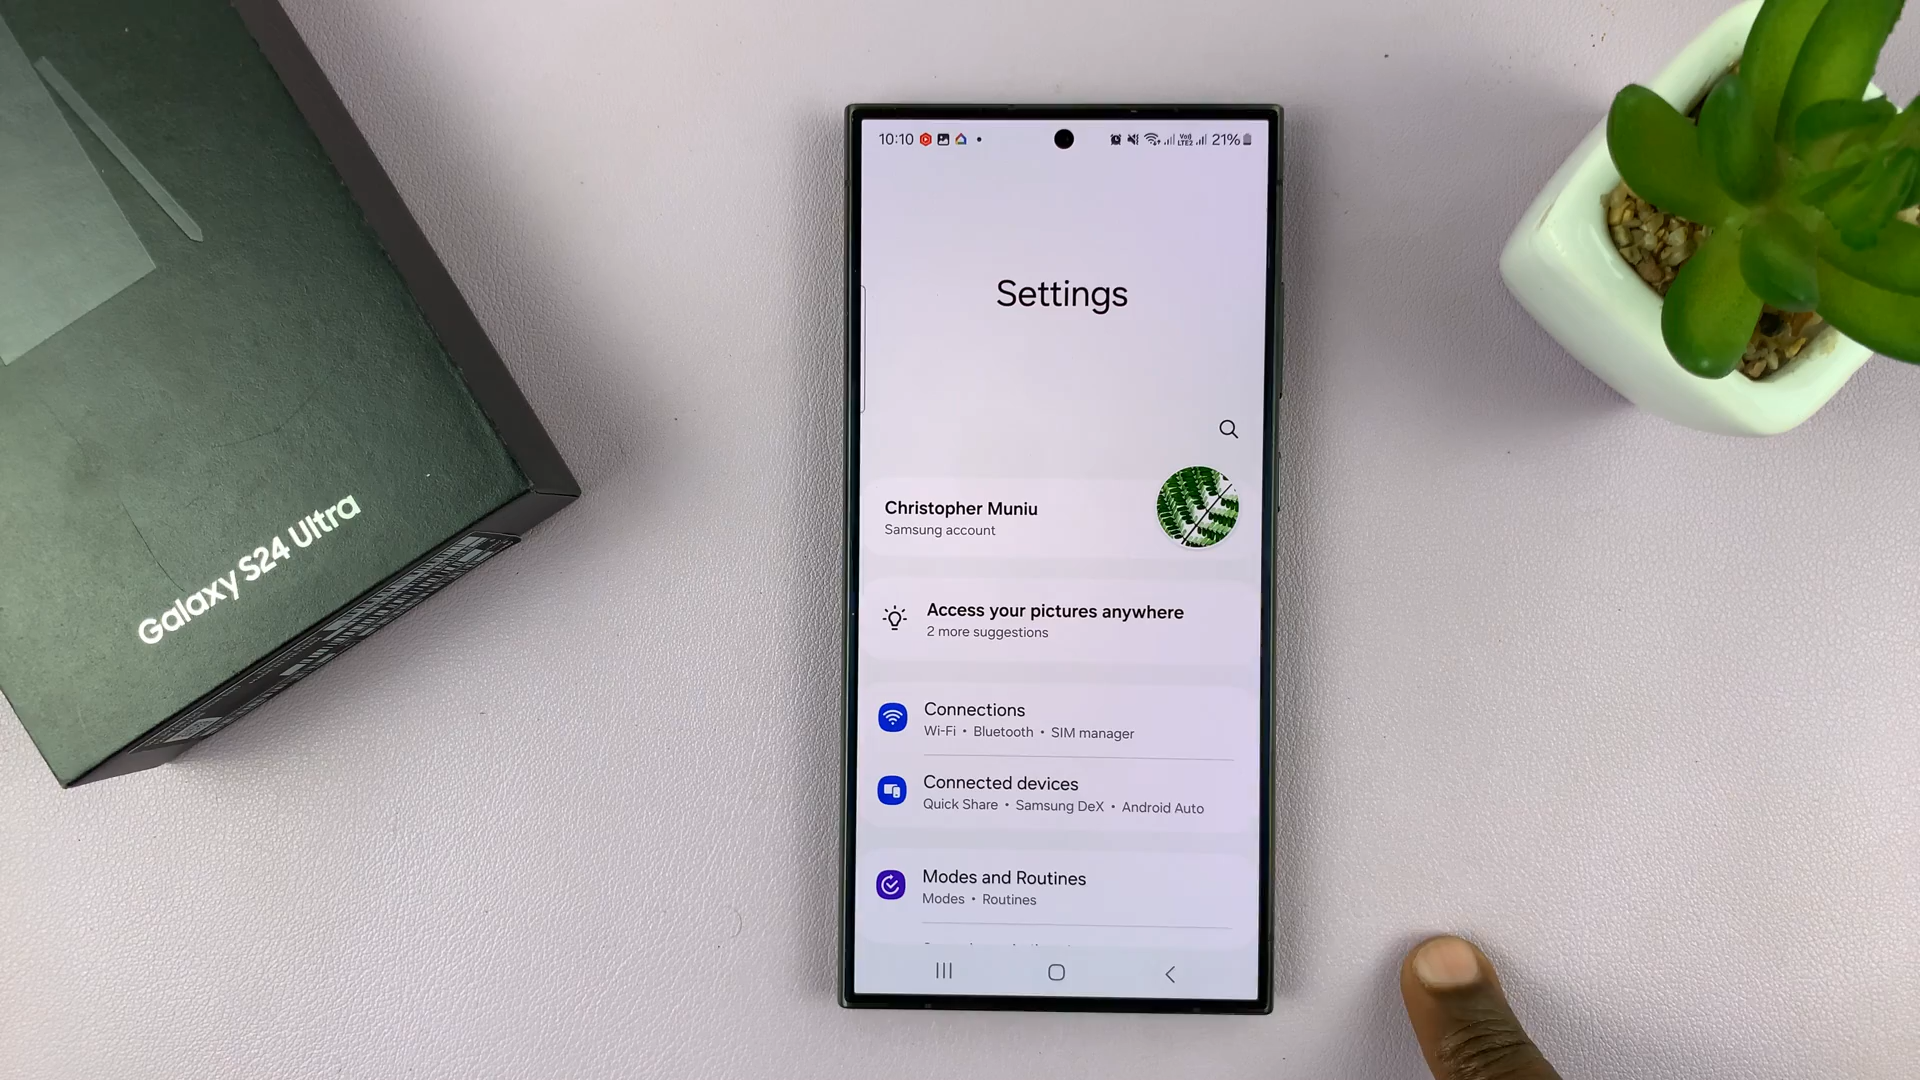 Galaxy S24 Ultra
10:10
21%
Settings
Christopher Muniu
Samsung account
Access your pictures anywhere
2 more suggestions
Connections
Wi-Fi • Bluetooth • SIM manager
Connected devices
Quick Share • Samsung DeX • Android Auto
Modes and Routines
Modes • Routines